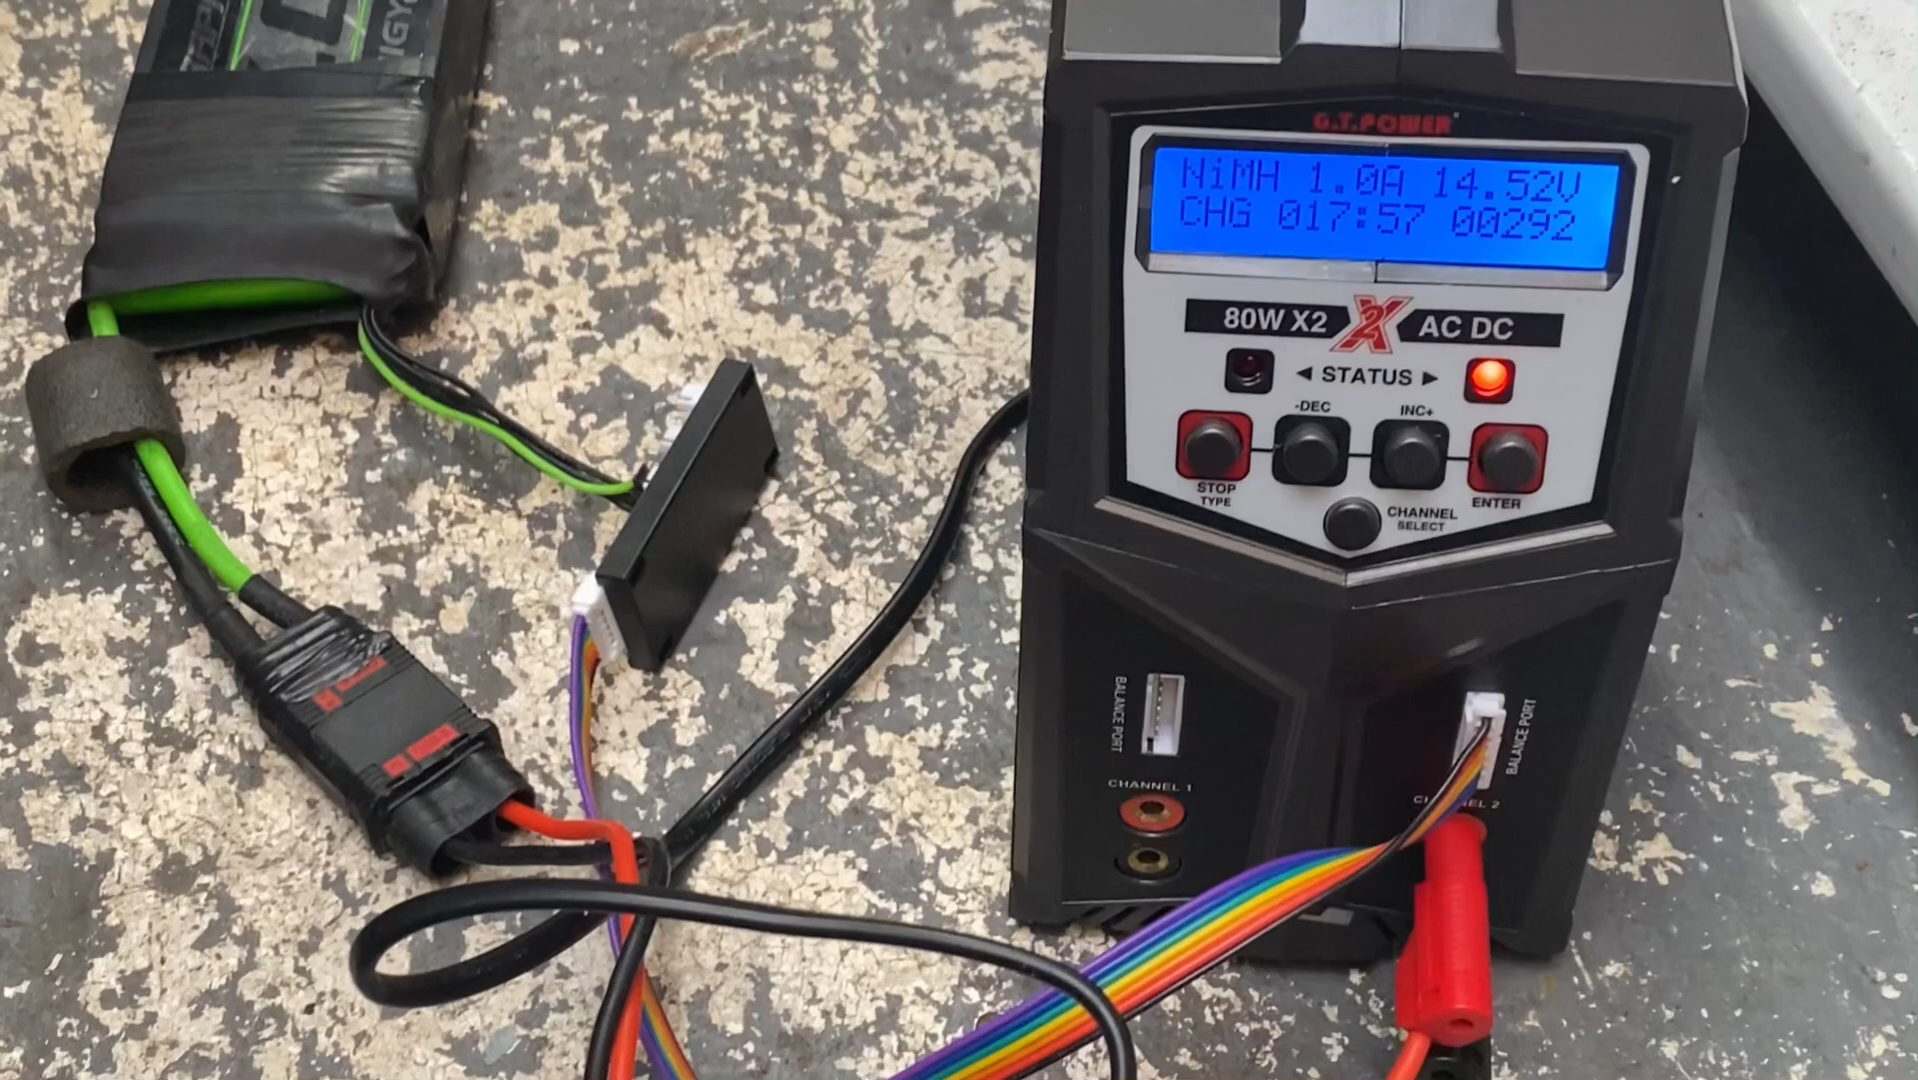 G.T.POWER
NiMH 1.0A 14.52V
CHG 017:57 00292
80W X2 X2 AC DC
◄ STATUS ►
-DEC INC+
STOP
TYPE
ENTER
CHANNEL
SELECT
BALANCE PORT
BALANCE PORT
CHANNEL 1